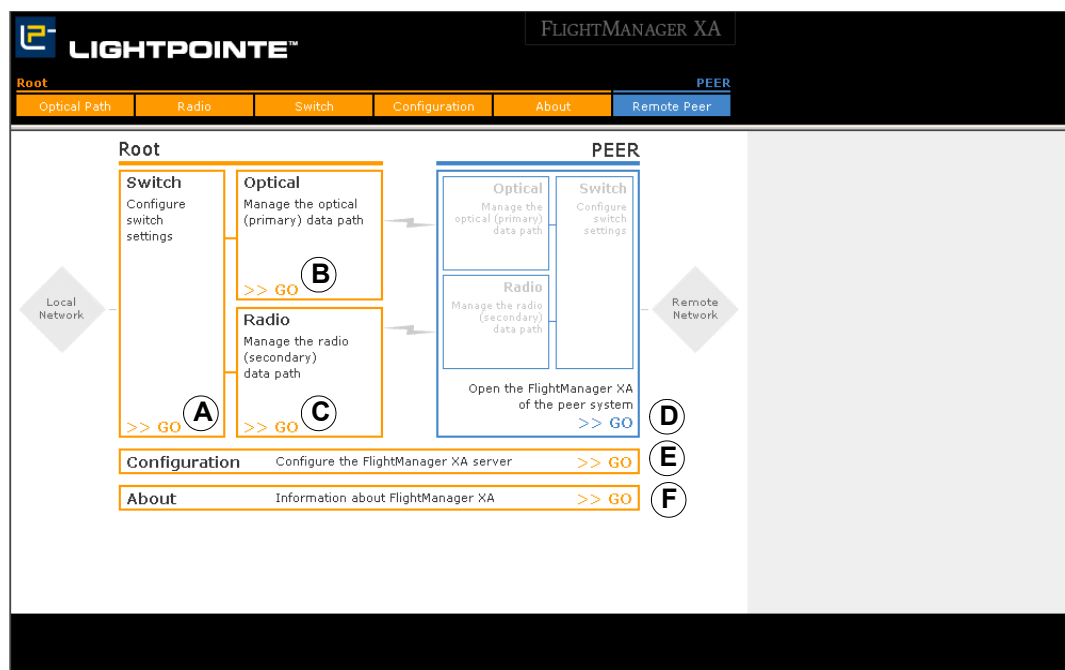 LIGHTPOINTE™
FLIGHTMANAGER XA
Root
PEER
Optical Path
Radio
Switch
Configuration
About
Remote Peer
Root
PEER
Switch
Configure
switch
settings
>> GO
A
Optical
Manage the optical
(primary) data path
>> GO
B
Radio
Manage the radio
(secondary)
data path
>> GO
C
Local
Network
Optical
Manage the
optical (primary)
data path
Switch
Configure
switch
settings
Radio
Manage the radio
(secondary)
data path
Remote
Network
Open the FlightManager XA
of the peer system
>> GO
D
Configuration
Configure the FlightManager XA server
>> GO
E
About
Information about FlightManager XA
>> GO
F